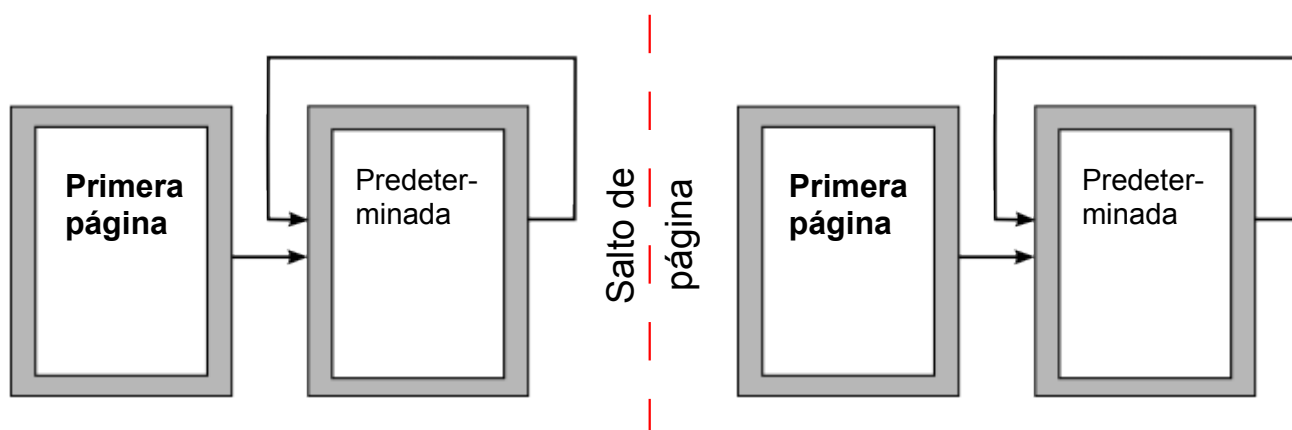 Primera
página
Predeter-
minada
Salto de
página
Primera
página
Predeter-
minada